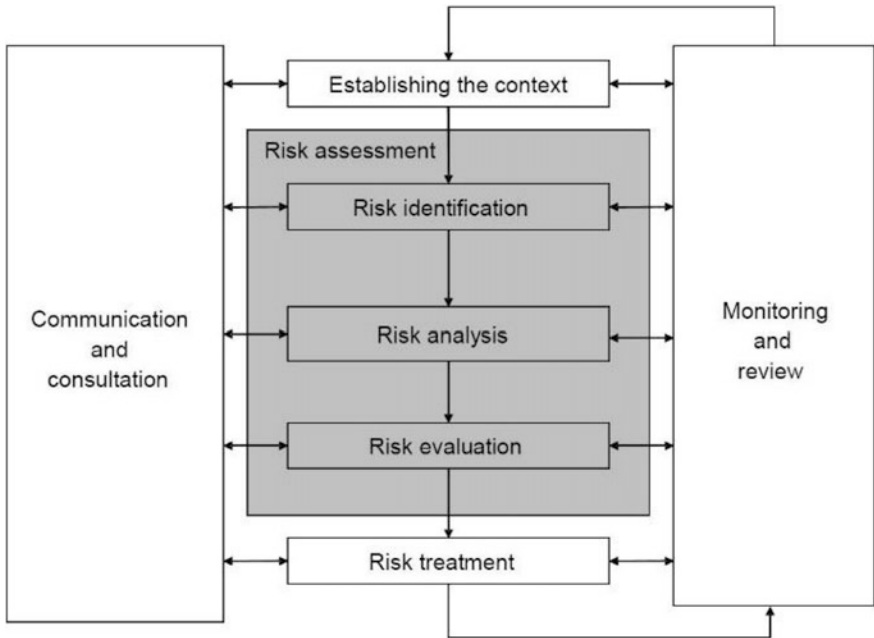 Establishing the context
Risk assessment
Risk identification
Communication
and
consultation
Risk analysis
Monitoring
and
review
Risk evaluation
Risk treatment